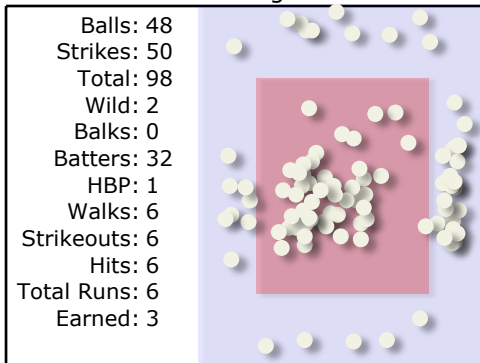 Balls: 48
Strikes: 50
Total: 98
Wild: 2
Balks: 0
Batters: 32
HBP: 1
Walks: 6
Strikeouts: 6
Hits: 6
Total Runs: 6
Earned: 3